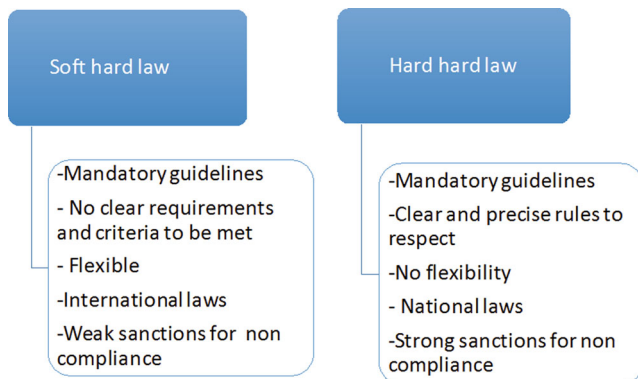 Soft hard law
-Mandatory guidelines
- No clear requirements
and criteria to be met
- Flexible
-International laws
-Weak sanctions for non
compliance
Hard hard law
-Mandatory guidelines
-Clear and precise rules to
respect
-No flexibility
- National laws
-Strong sanctions for non
compliance